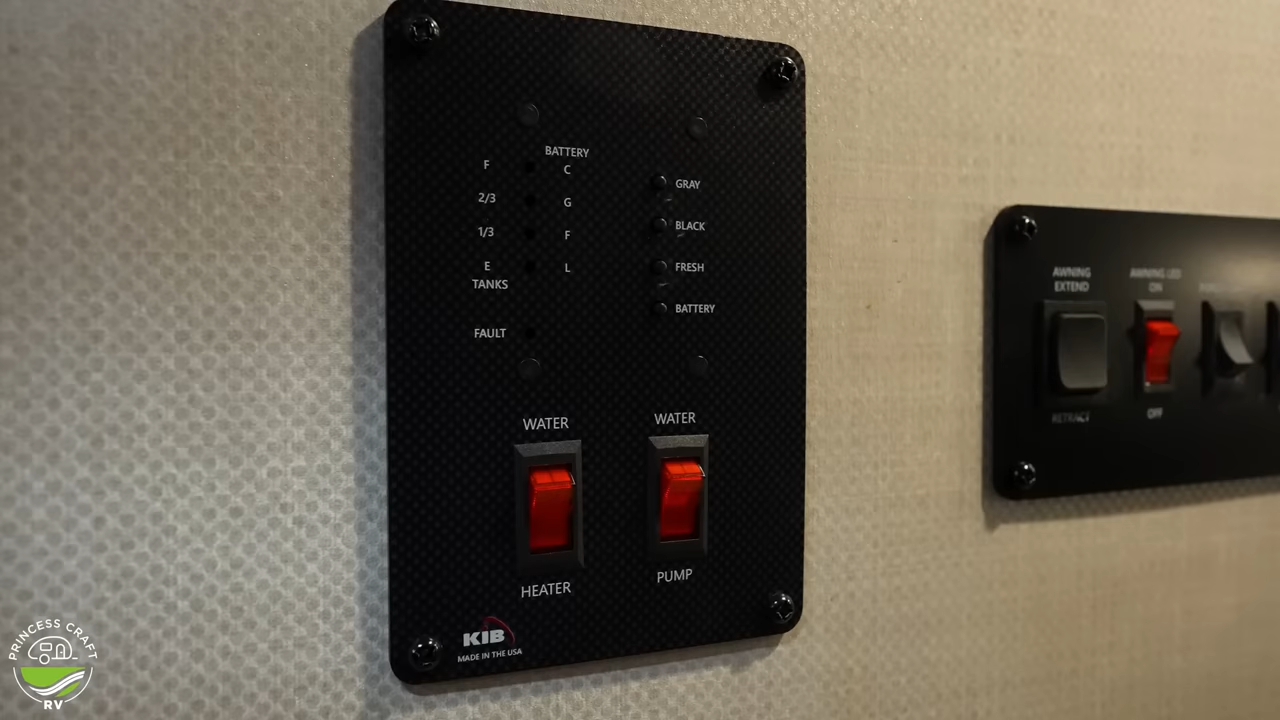 BATTERY
F
C
2/3
G
1/3
F
E
L
TANKS
FAULT
GRAY
BLACK
FRESH
BATTERY
WATER
HEATER
WATER
PUMP
KIB
MADE IN THE USA
AWNING
EXTEND
RETRACT
AWNING LED
ON
OFF
PRINCESS CRAFT
RV